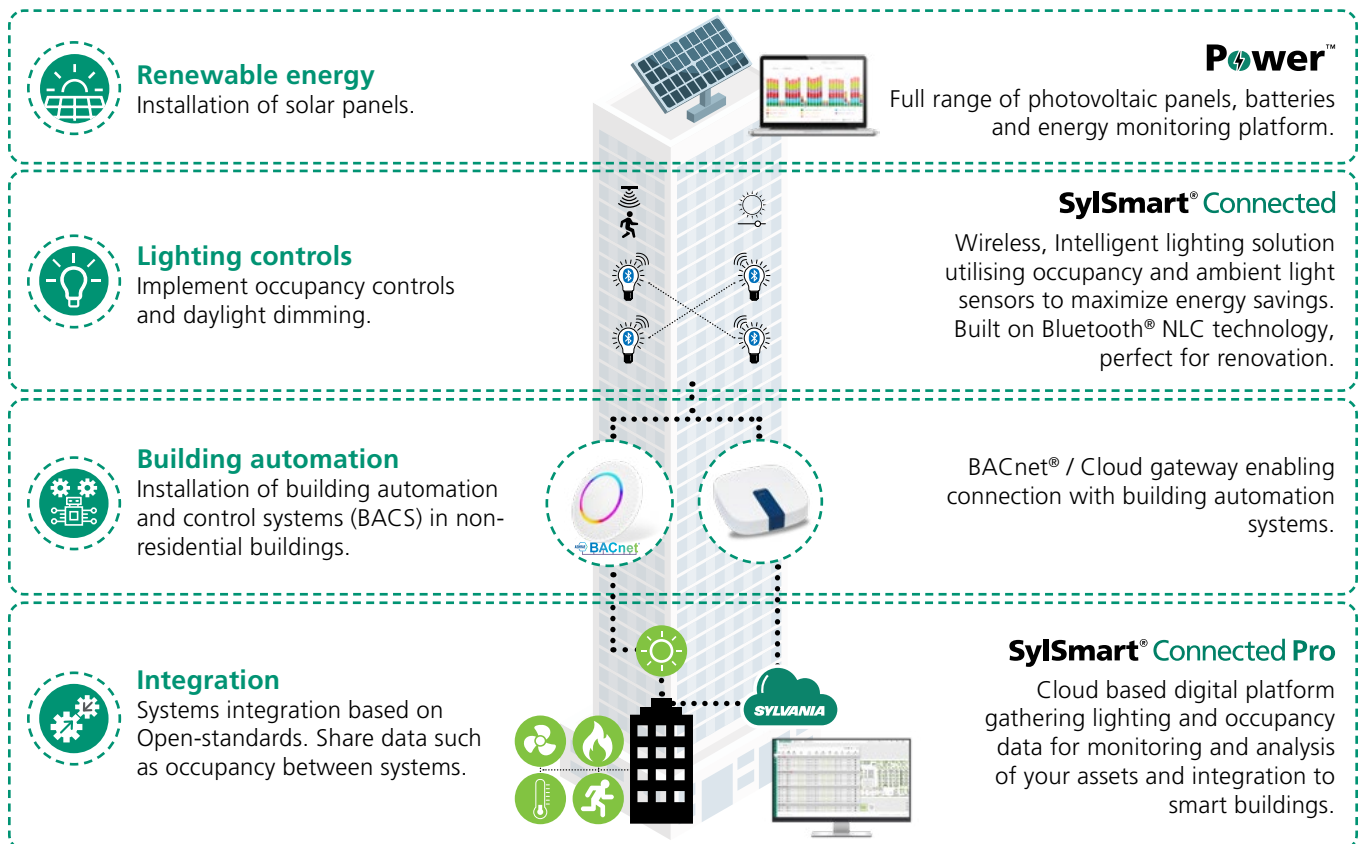 Renewable energy
Installation of solar panels.
Power™
Full range of photovoltaic panels, batteries
and energy monitoring platform.
Lighting controls
Implement occupancy controls
and daylight dimming.
SylSmart® Connected
Wireless, Intelligent lighting solution
utilising occupancy and ambient light
sensors to maximize energy savings.
Built on Bluetooth® NLC technology,
perfect for renovation.
Building automation
Installation of building automation
and control systems (BACS) in non-
residential buildings.
BACnet
BACnet® / Cloud gateway enabling
connection with building automation
systems.
Integration
Systems integration based on
Open-standards. Share data such
as occupancy between systems.
SYLVANIA
SylSmart® Connected Pro
Cloud based digital platform
gathering lighting and occupancy
data for monitoring and analysis
of your assets and integration to
smart buildings.